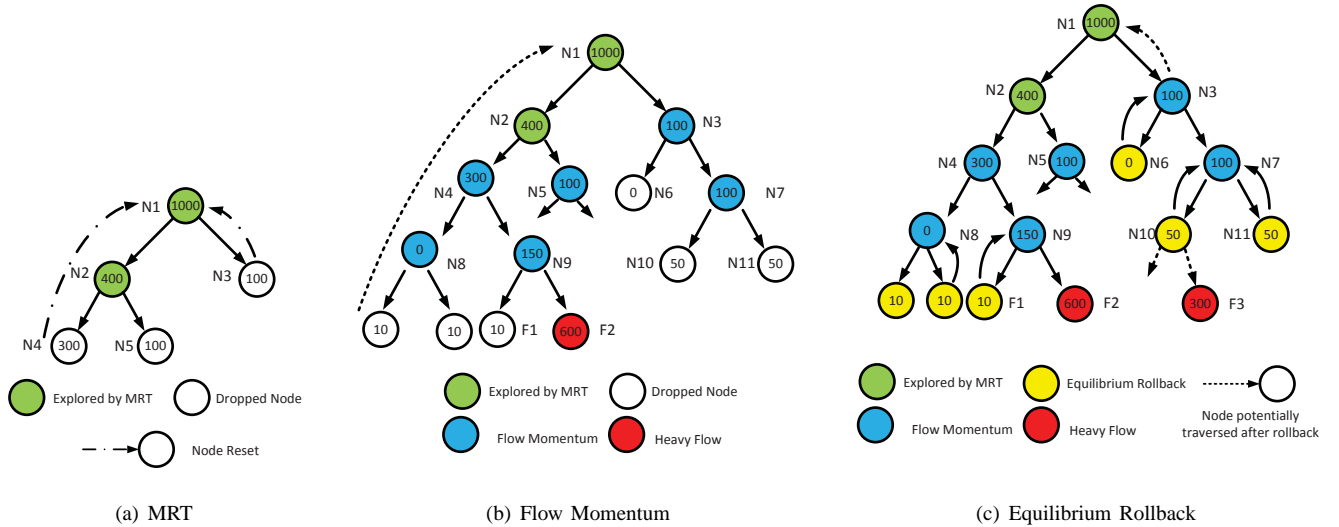 N1
1000
N2
400
N3
100
N4
300
N5
100
Explored by MRT
Dropped Node
Node Reset
(a) MRT
N1
1000
N2
400
N3
100
N4
300
N5
100
N6
0
N7
100
N8
0
N9
150
N10
50
N11
50
10
10
10
F1
600
F2
Explored by MRT
Dropped Node
Flow Momentum
Heavy Flow
(b) Flow Momentum
N1
1000
N2
400
N3
100
N4
300
N5
100
N6
0
N7
100
N8
0
N9
150
N10
50
N11
50
10
10
10
F1
600
F2
300
F3
Explored by MRT
Equilibrium Rollback
Flow Momentum
Heavy Flow
Node potentially
traversed after rollback
(c) Equilibrium Rollback